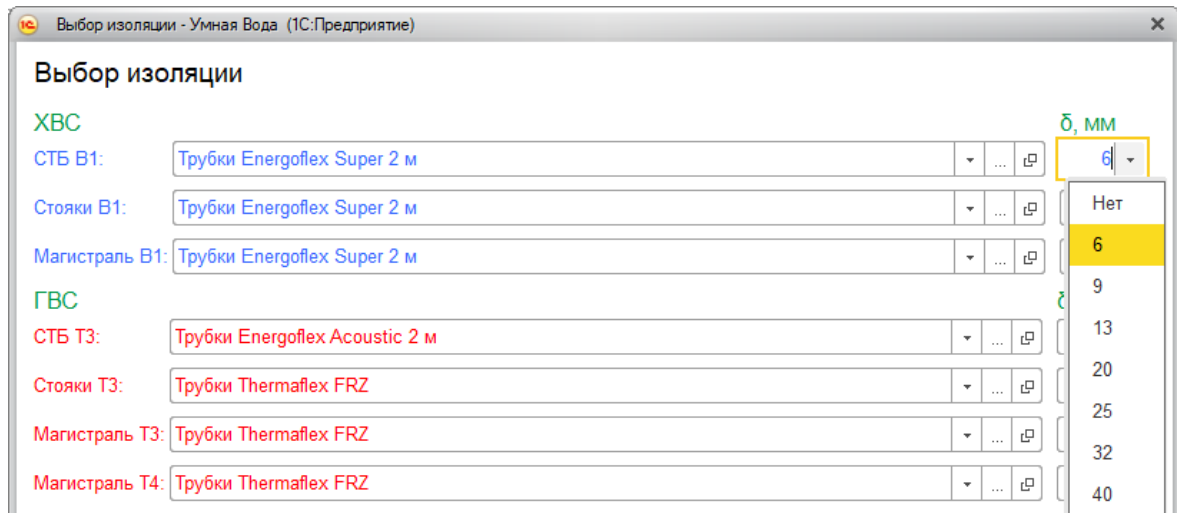 1С Выбор изоляции - Умная Вода (1С:Предприятие)
Выбор изоляции
ХВС δ, мм
СТБ В1: Трубки Energoflex Super 2 м ... 6
Стояки В1: Трубки Energoflex Super 2 м ... Нет
6
Магистраль В1: Трубки Energoflex Super 2 м ...
9
ГВС
13
СТБ Т3: Трубки Energoflex Acoustic 2 м ...
20
Стояки Т3: Трубки Thermaflex FRZ ...
25
Магистраль Т3: Трубки Thermaflex FRZ ...
32
Магистраль Т4: Трубки Thermaflex FRZ ...
40